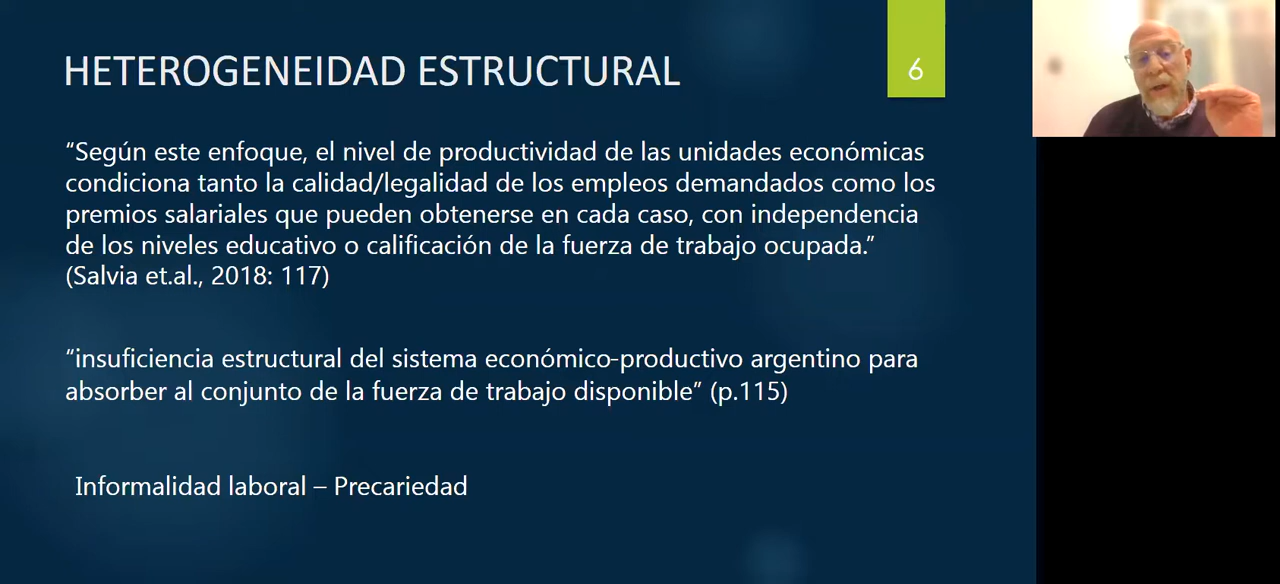 HETEROGENEIDAD ESTRUCTURAL
6
“Según este enfoque, el nivel de productividad de las unidades económicas
condiciona tanto la calidad/legalidad de los empleos demandados como los
premios salariales que pueden obtenerse en cada caso, con independencia
de los niveles educativo o calificación de la fuerza de trabajo ocupada.”
(Salvia et.al., 2018: 117)
“insuficiencia estructural del sistema económico-productivo argentino para
absorber al conjunto de la fuerza de trabajo disponible” (p.115)
Informalidad laboral – Precariedad